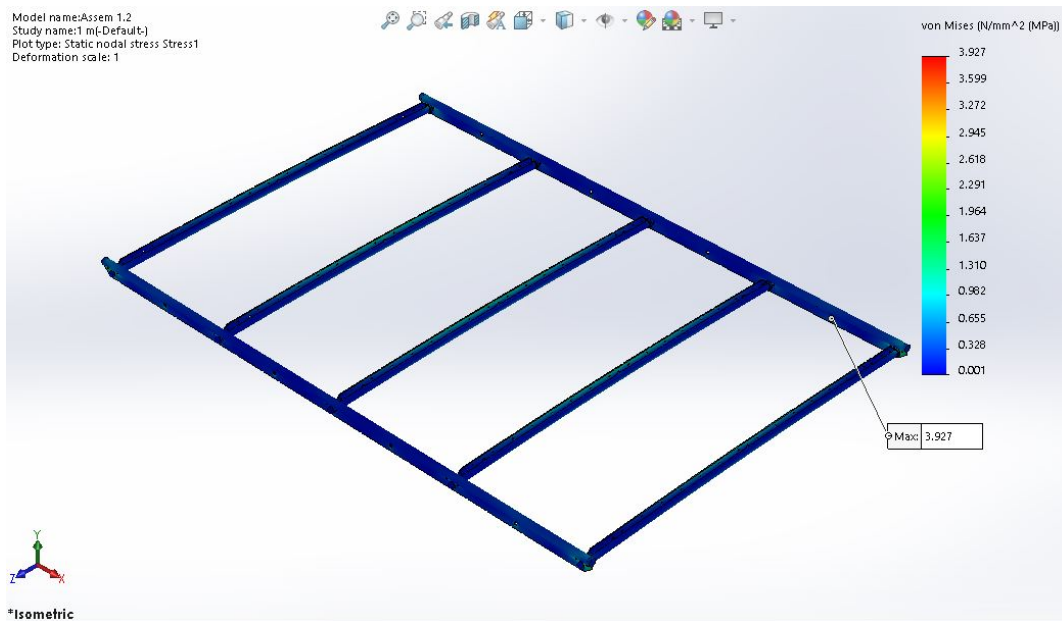 Model name:Assem 1.2
Study name:1 m(-Default-)
Plot type: Static nodal stress Stress1
Deformation scale: 1
von Mises (N/mm^2 (MPa))
3.927
3.599
3.272
2.945
2.618
2.291
1.964
1.637
1.310
0.982
0.655
0.328
0.001
Max: 3.927
Y
Z
X
*Isometric